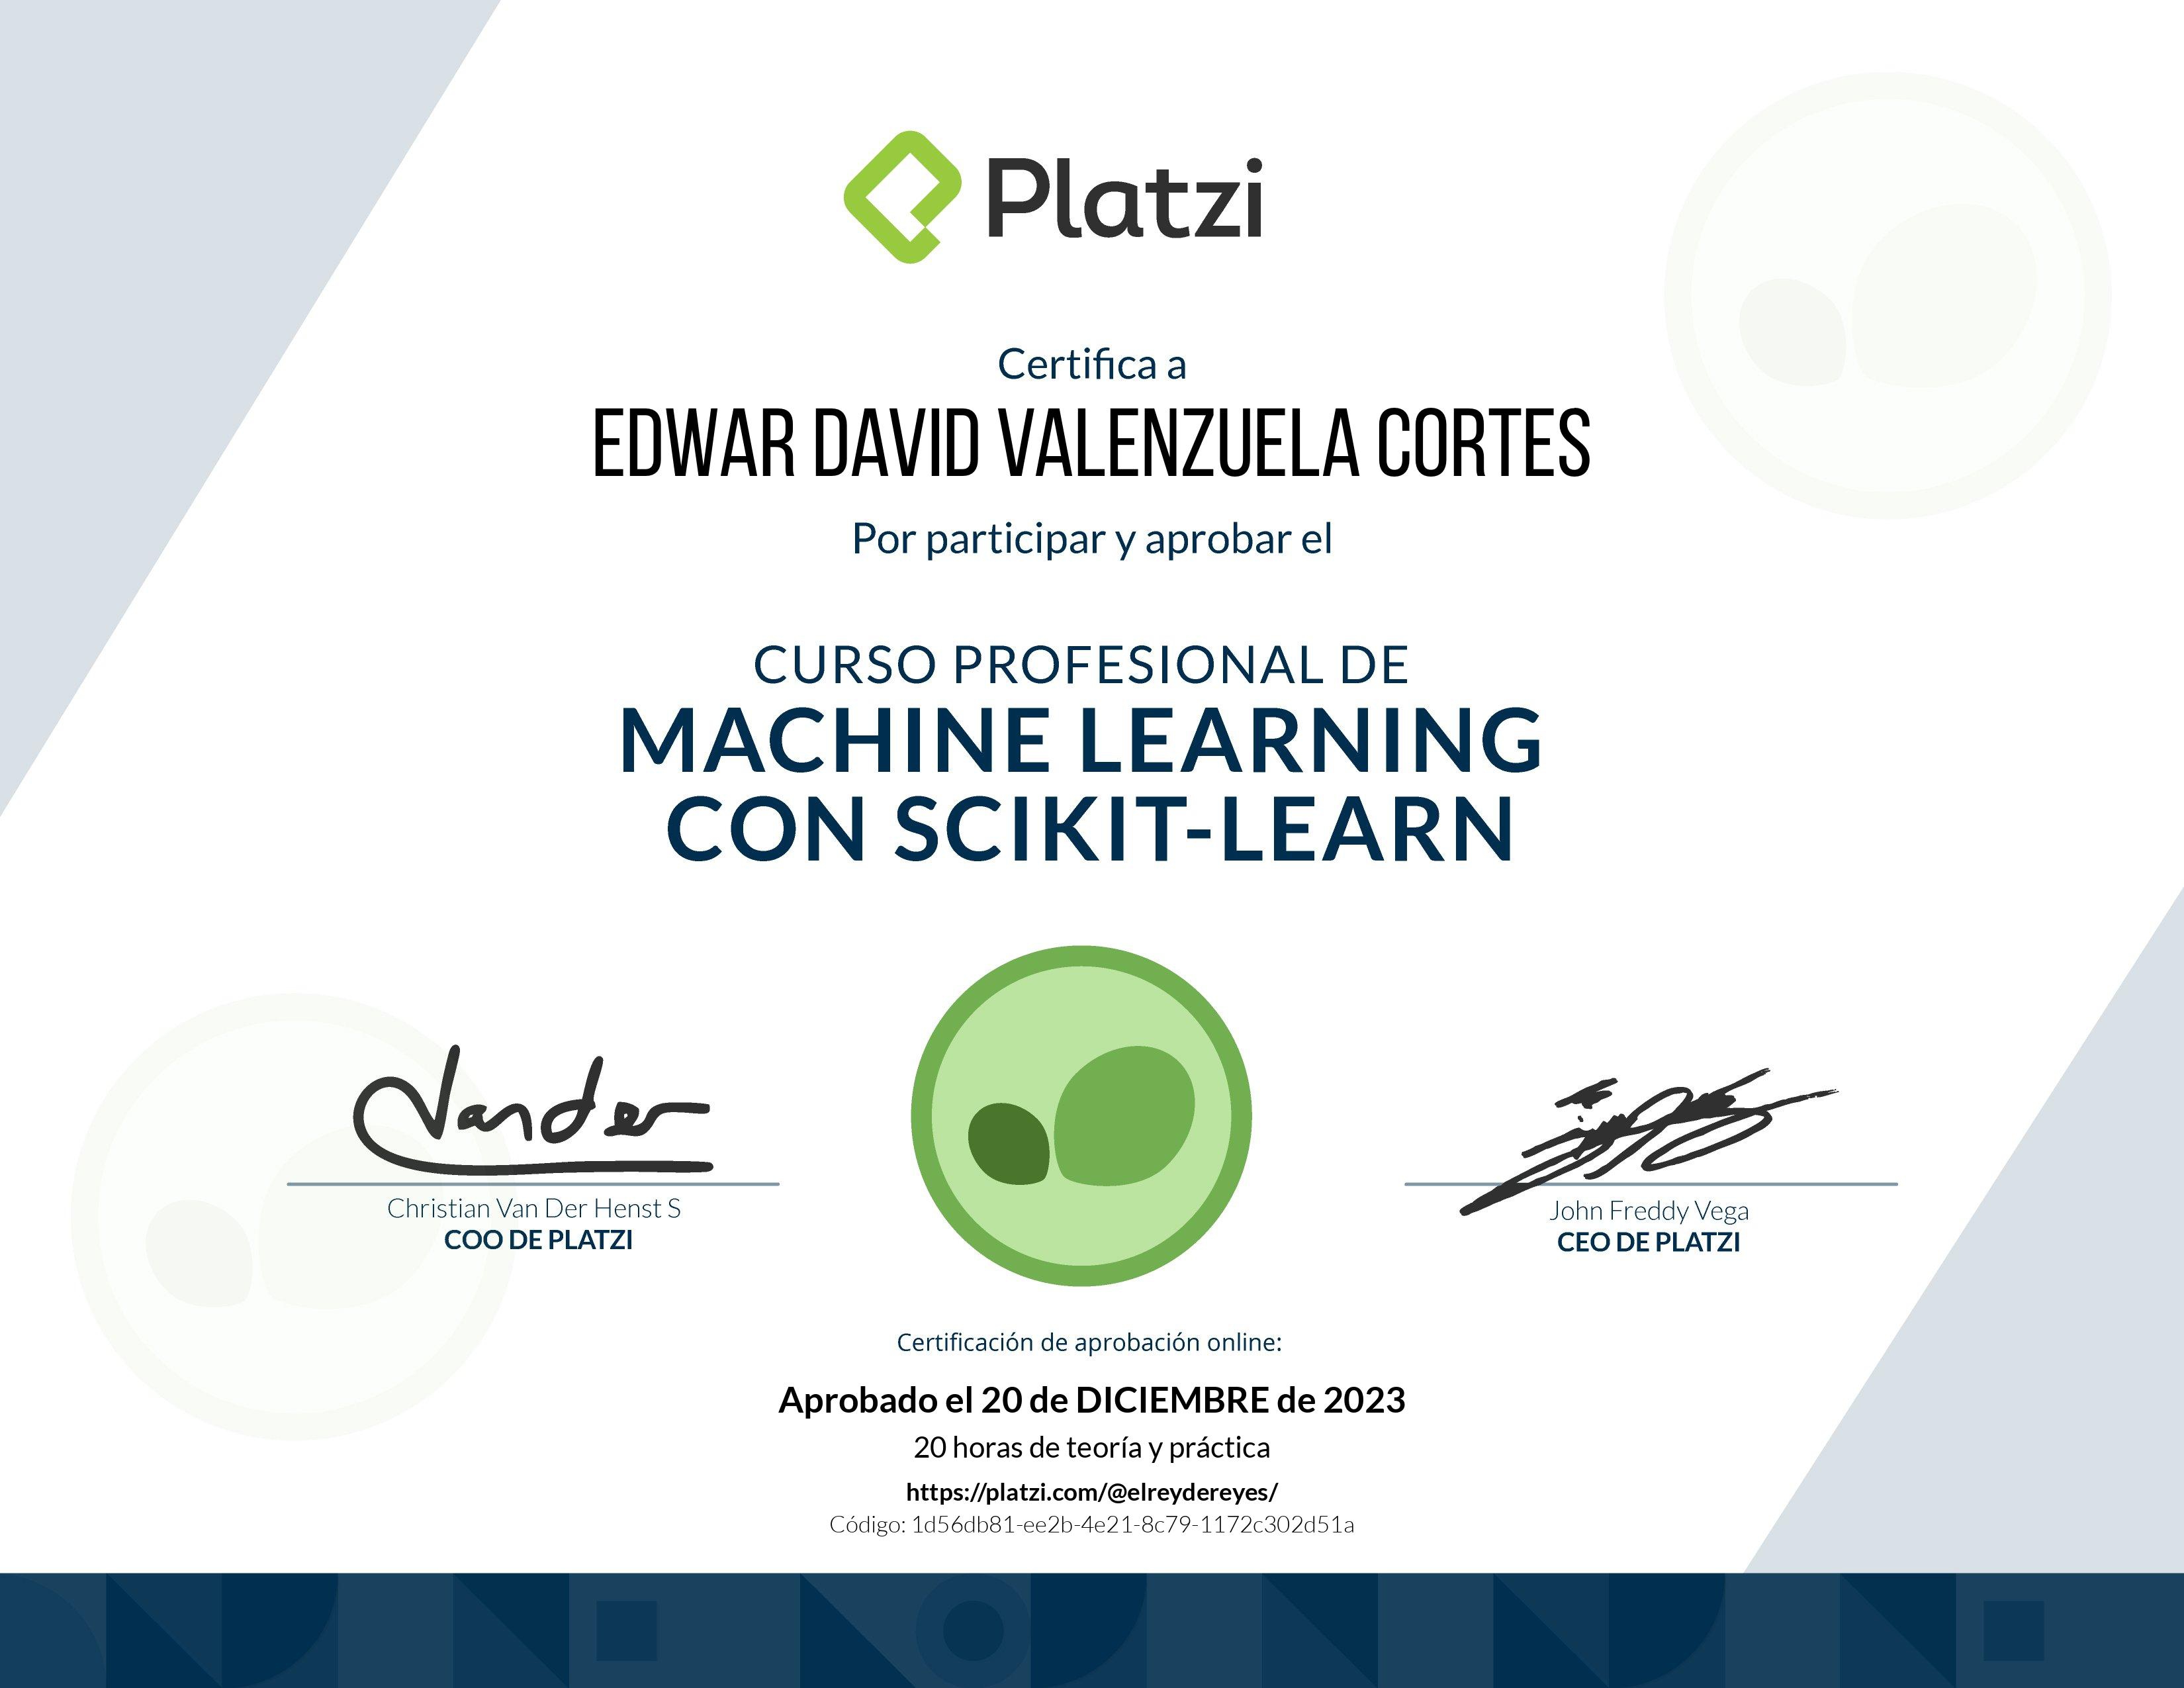 Platzi
Certifica a
EDWAR DAVID VALENZUELA CORTES
Por participar y aprobar el
CURSO PROFESIONAL DE
MACHINE LEARNING
CON SCIKIT-LEARN
Vander
Christian Van Der Henst S
COO DE PLATZI
John Freddy Vega
CEO DE PLATZI
Certificación de aprobación online:
Aprobado el 20 de DICIEMBRE de 2023
20 horas de teoría y práctica
https://platzi.com/@elreydereyes/
Código: 1d56db81-ee2b-4e21-8c79-1172c302d51a